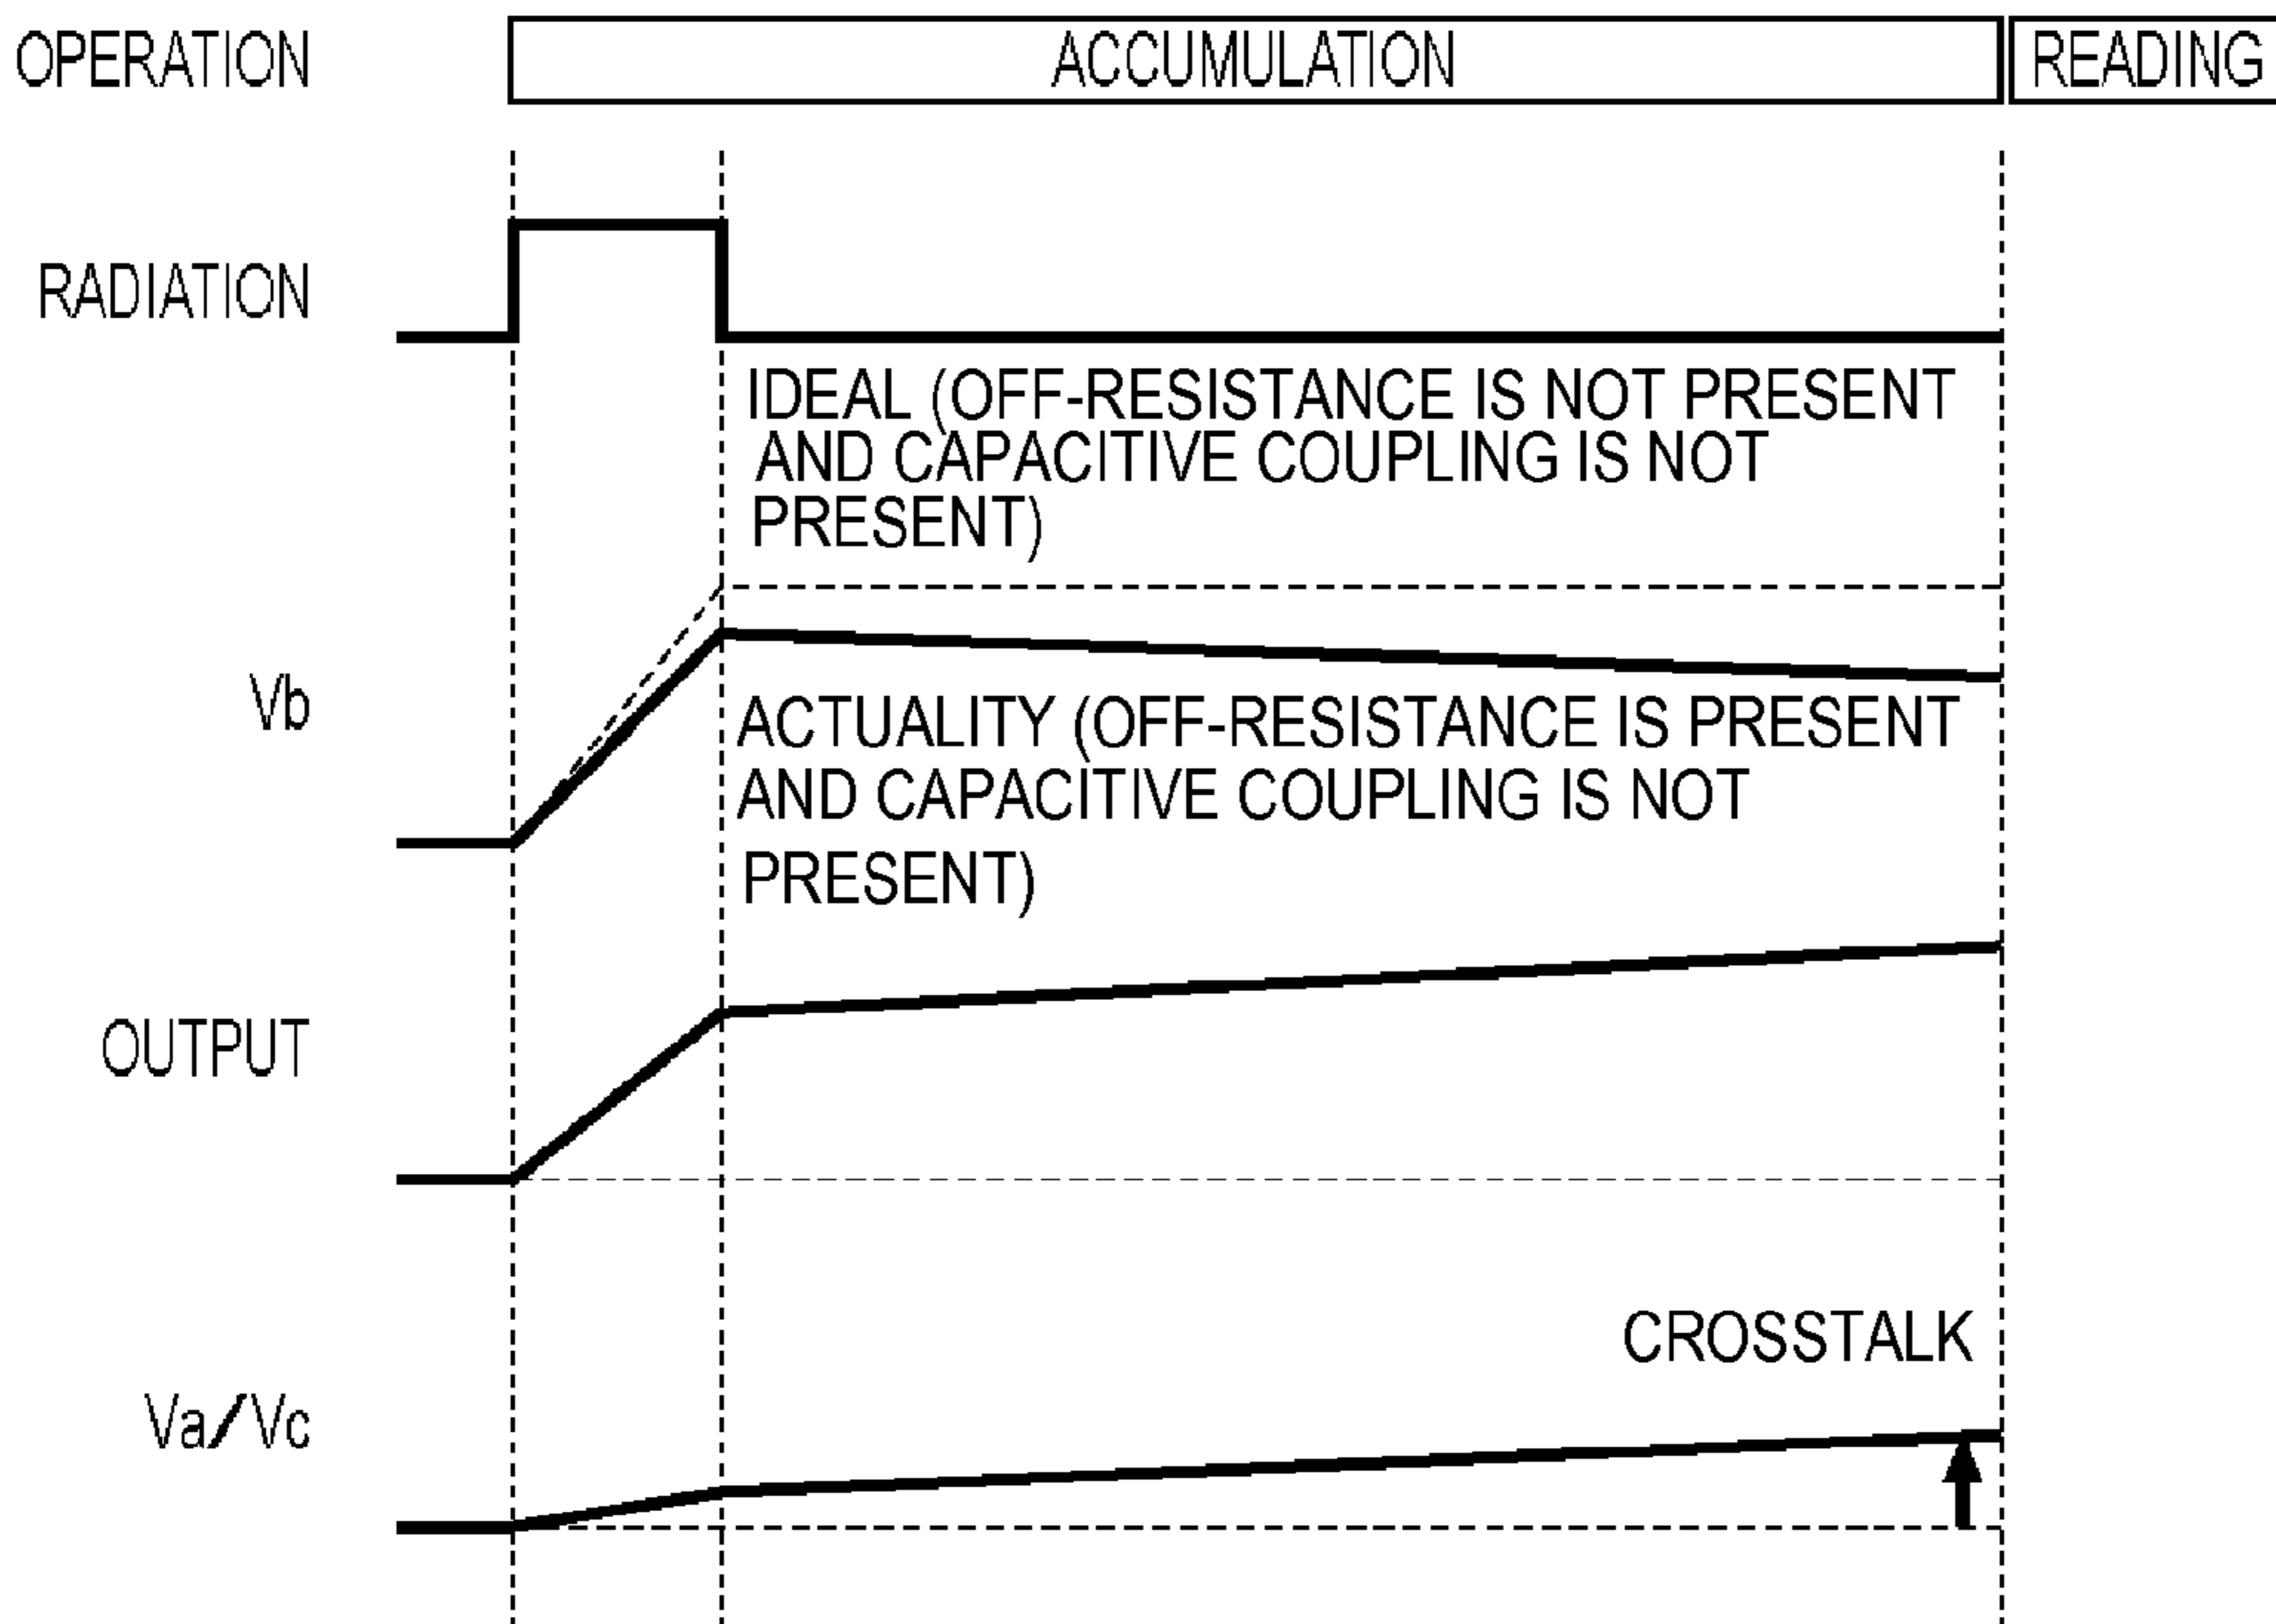 OPERATION ACCUMULATION READING
RADIATION
IDEAL (OFF-RESISTANCE IS NOT PRESENT
AND CAPACITIVE COUPLING IS NOT
PRESENT)
Vb
ACTUALITY (OFF-RESISTANCE IS PRESENT
AND CAPACITIVE COUPLING IS NOT
PRESENT)
OUTPUT
CROSSTALK
Va/Vc